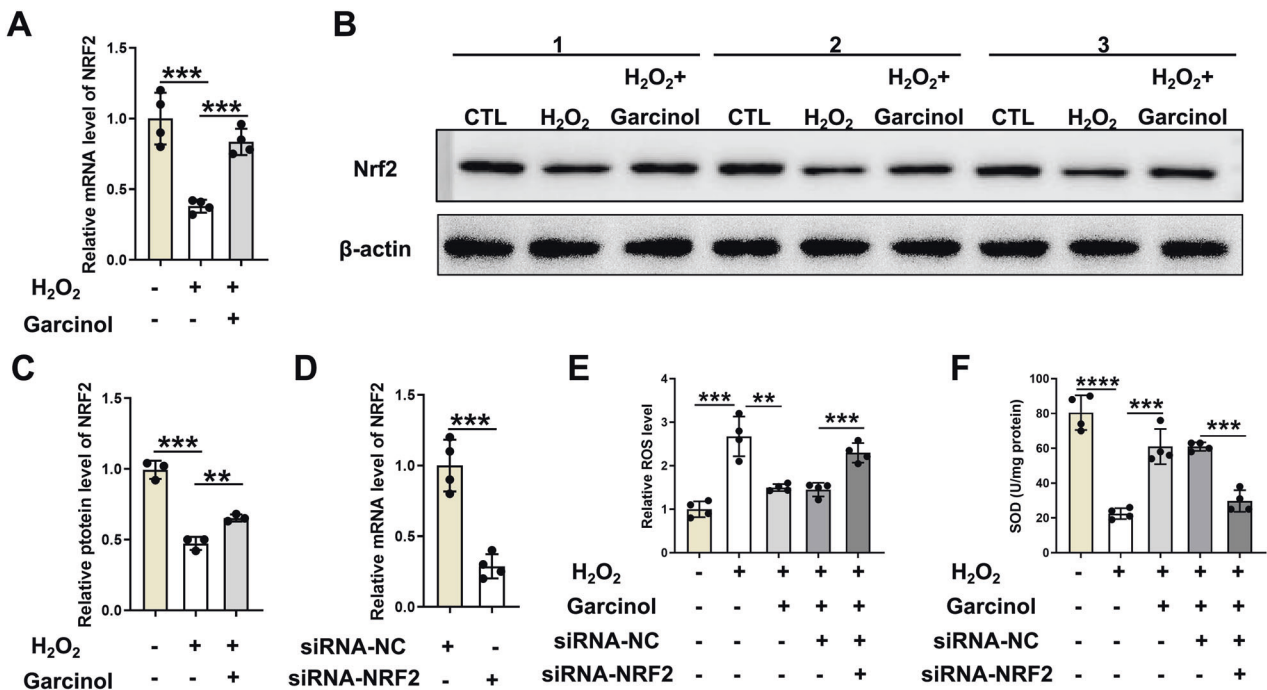 A
Relative mRNA level of NRF2
1.5
1.0
0.5
0.0
***
***
H₂O₂ - + +
Garcinol - - +
B
1 2 3
H₂O₂+ H₂O₂+ H₂O₂+
CTL H₂O₂ Garcinol CTL H₂O₂ Garcinol CTL H₂O₂ Garcinol
Nrf2
β-actin
C
Relative ptotein level of NRF2
1.5
1.0
0.5
0.0
***
**
H₂O₂ - + +
Garcinol - - +
D
Relative mRNA level of NRF2
1.5
1.0
0.5
0.0
***
siRNA-NC + -
siRNA-NRF2 - +
E
Relative ROS level
4
3
2
1
0
*** **
***
H₂O₂ - + + + +
Garcinol - - + + +
siRNA-NC - - - + +
siRNA-NRF2 - - - - +
F
SOD (U/mg protein)
100
80
60
40
20
0
****
***
***
H₂O₂ - + + + +
Garcinol - - + + +
siRNA-NC - - - + +
siRNA-NRF2 - - - - +